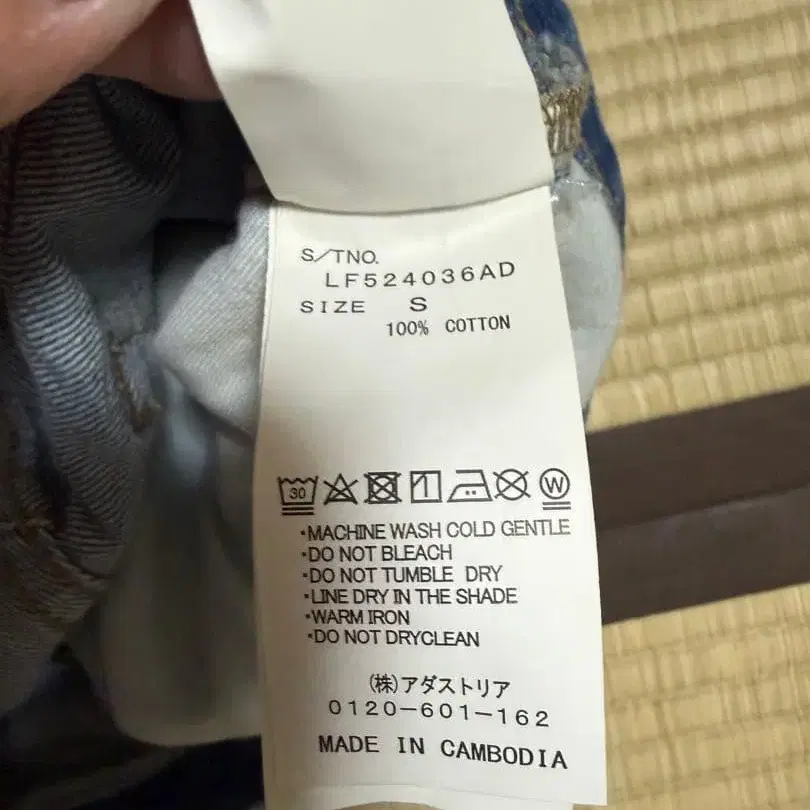 S/TNO.
LF524036AD
SIZE S
100% COTTON
30 W
・MACHINE WASH COLD GENTLE
・DO NOT BLEACH
・DO NOT TUMBLE DRY
・LINE DRY IN THE SHADE
・WARM IRON
・DO NOT DRYCLEAN
(株)アダストリア
0120-601-162
MADE IN CAMBODIA